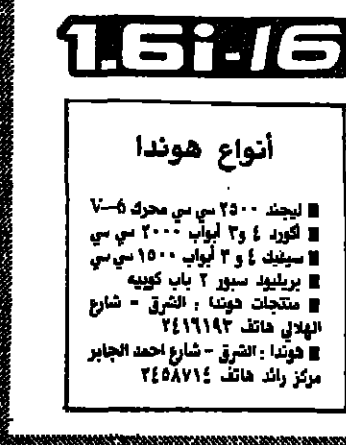 1.6i-16
أنواع هوندا
■ ليجند ٢٥٠٠ سي سي محرك V—6
■ أكورد ٤ و٣ أبواب ٢٠٠٠ سي سي
■ سيفيك ٤ و ٣ أبواب ١٥٠٠ سي سي
■ بريليود سبور ٢ باب كوبيه
■ منتجات هوندا : الشرق - شارع
الهلالي هاتف ٢٤١٩١٩٢
■ هوندا : الشرق - شارع احمد الجابر
مركز رائد هاتف ٢٤٥٨٧١٤